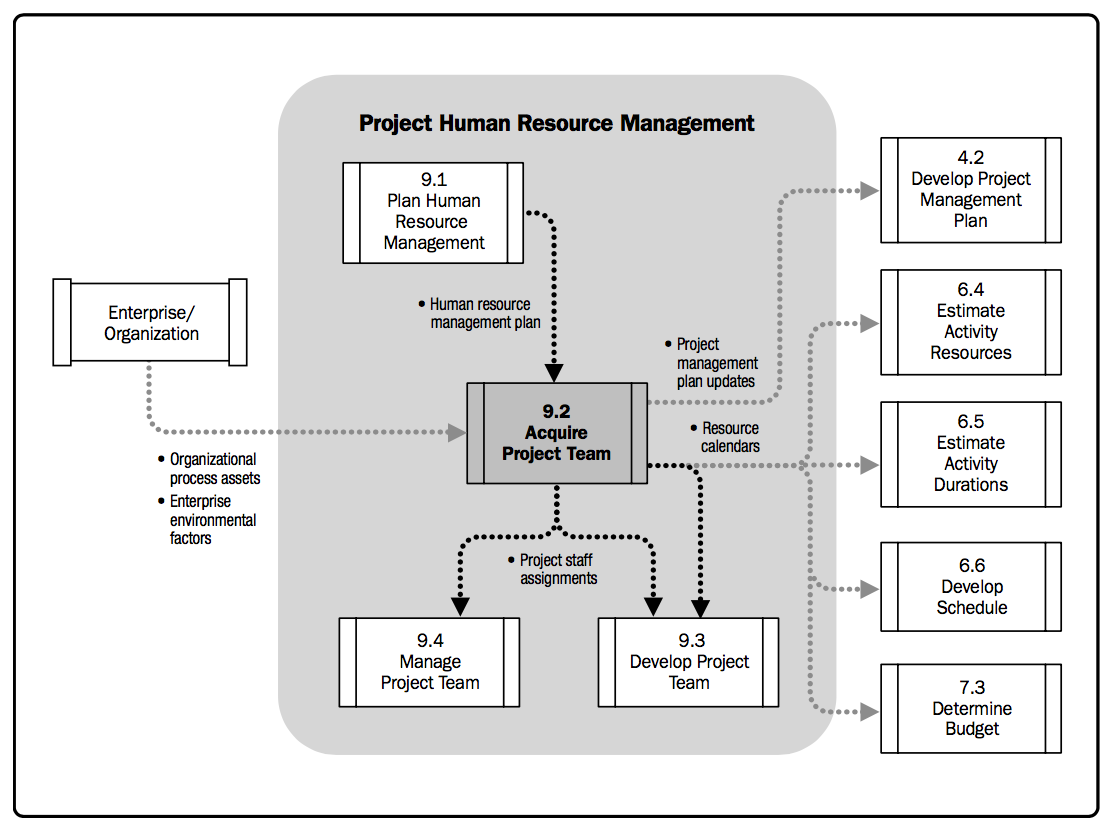 Project Human Resource Management
9.1
Plan Human
Resource
Management
4.2
Develop Project
Management
Plan
Enterprise/
Organization
• Human resource
management plan
6.4
Estimate
Activity
Resources
• Project
management
plan updates
9.2
Acquire
Project Team
• Resource
calendars
6.5
Estimate
Activity
Durations
• Organizational
process assets
• Enterprise
environmental
factors
• Project staff
assignments
6.6
Develop
Schedule
9.4
Manage
Project Team
9.3
Develop Project
Team
7.3
Determine
Budget